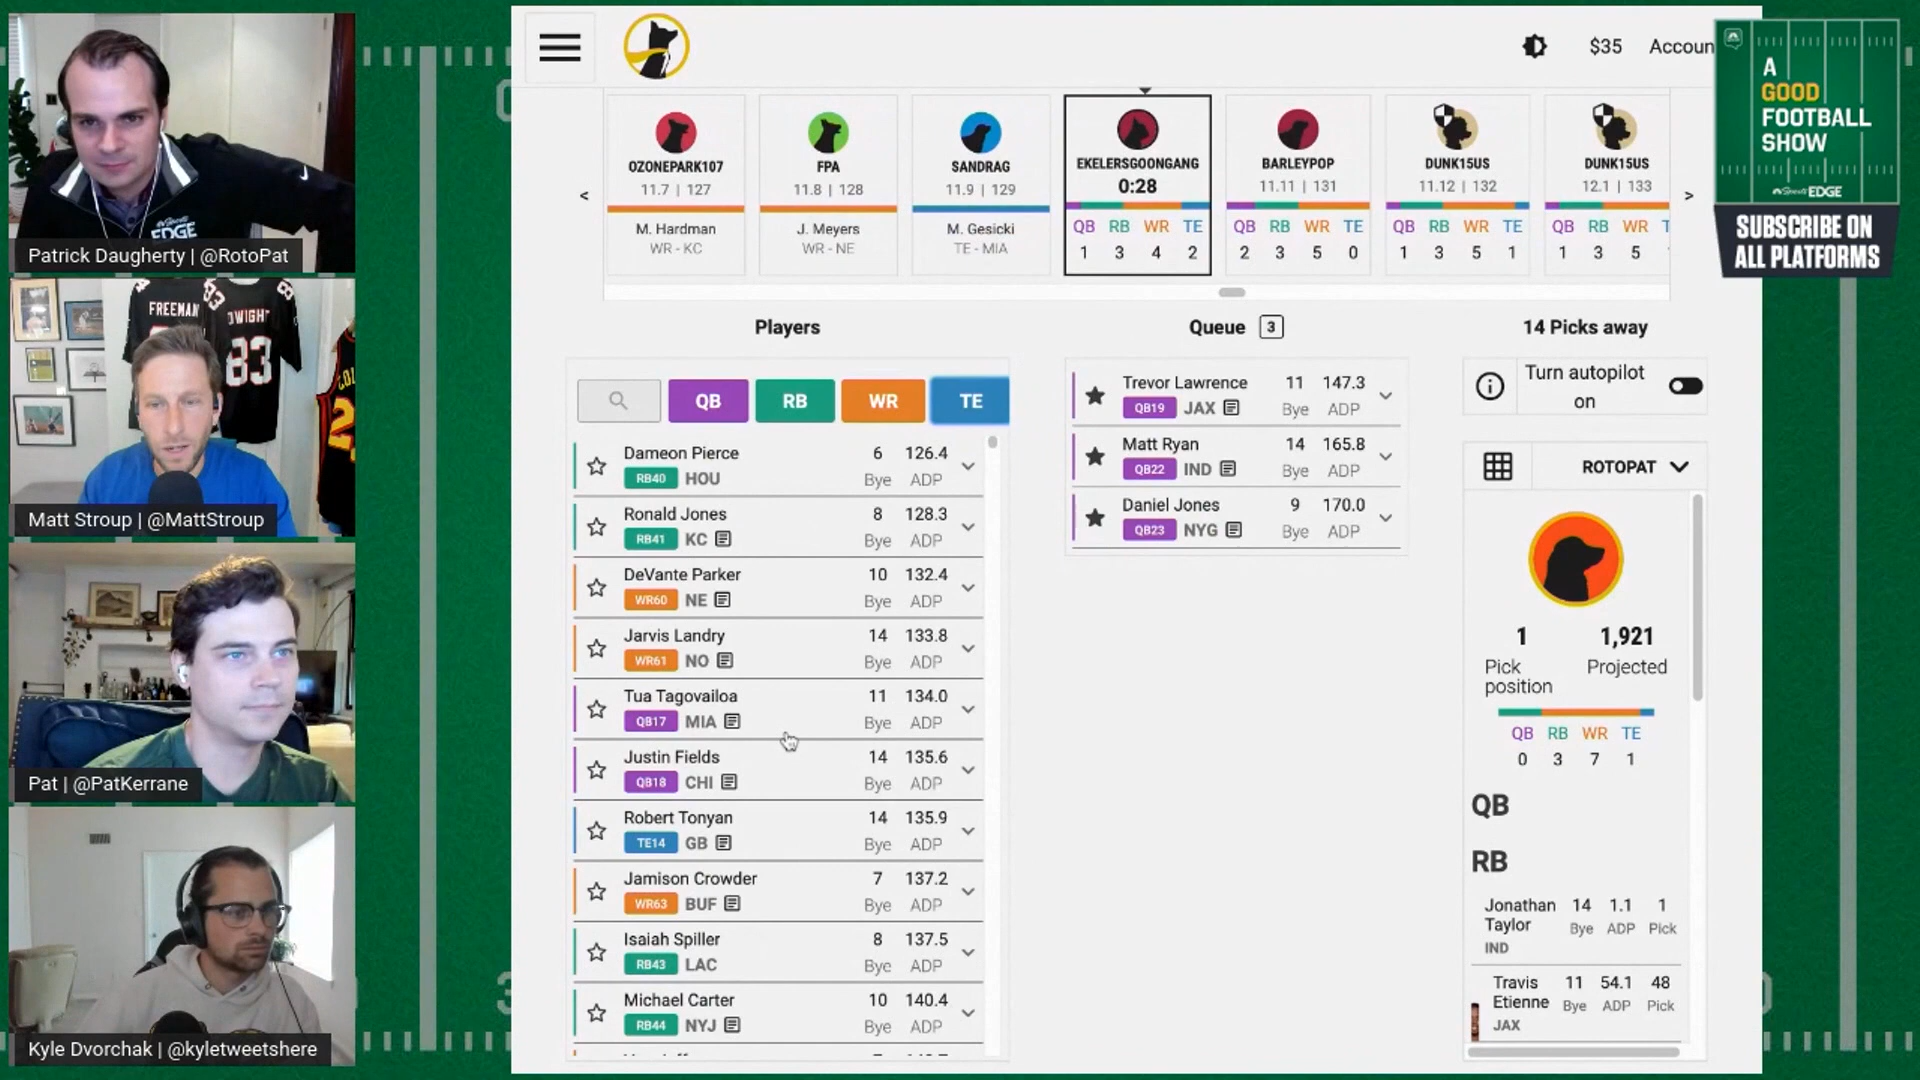 Patrick Daugherty | @RotoPat
EDGE
FREEMAN
DWIGHT
83
83
Matt Stroup | @MattStroup
Pat | @PatKerrane
Kyle Dvorchak | @kyletweetshere
$35
Accoun
A
GOOD
FOOTBALL
SHOW
Sports EDGE
SUBSCRIBE ON
ALL PLATFORMS
<
OZONEPARK107
11.7 | 127
M. Hardman
WR - KC
FPA
11.8 | 128
J. Meyers
WR - NE
SANDRAG
11.9 | 129
M. Gesicki
TE - MIA
EKELERSGOONGANG
0:28
QB RB WR TE
1 3 4 2
BARLEYPOP
11.11 | 131
QB RB WR TE
2 3 5 0
DUNK15US
11.12 | 132
QB RB WR TE
1 3 5 1
DUNK15US
12.1 | 133
QB RB WR T
1 3 5
>
Players
QB RB WR TE
Dameon Pierce 6 126.4
RB40 HOU Bye ADP
Ronald Jones 8 128.3
RB41 KC Bye ADP
DeVante Parker 10 132.4
WR60 NE Bye ADP
Jarvis Landry 14 133.8
WR61 NO Bye ADP
Tua Tagovailoa 11 134.0
QB17 MIA Bye ADP
Justin Fields 14 135.6
QB18 CHI Bye ADP
Robert Tonyan 14 135.9
TE14 GB Bye ADP
Jamison Crowder 7 137.2
WR63 BUF Bye ADP
Isaiah Spiller 8 137.5
RB43 LAC Bye ADP
Michael Carter 10 140.4
RB44 NYJ Bye ADP
Queue 3
Trevor Lawrence 11 147.3
QB19 JAX Bye ADP
Matt Ryan 14 165.8
QB22 IND Bye ADP
Daniel Jones 9 170.0
QB23 NYG Bye ADP
14 Picks away
Turn autopilot
on
ROTOPAT
1 1,921
Pick Projected
position
QB RB WR TE
0 3 7 1
QB
RB
Jonathan 14 1.1 1
Taylor Bye ADP Pick
IND
Travis 11 54.1 48
Etienne Bye ADP Pick
JAX